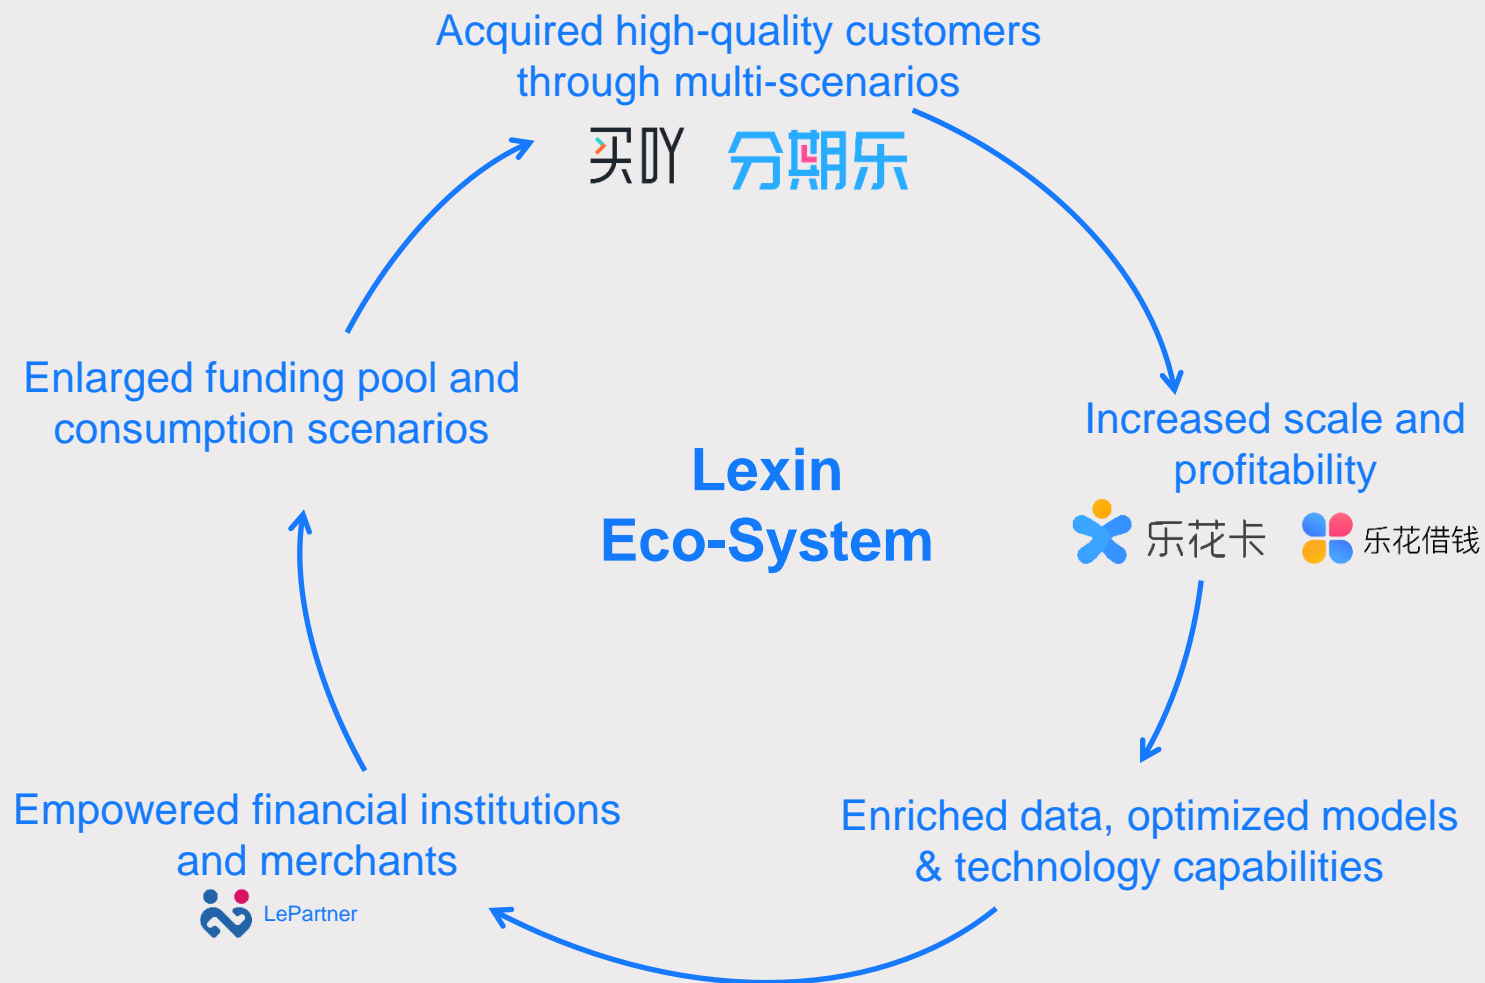 Acquired high-quality customers
through multi-scenarios
买吖 分期乐
Enlarged funding pool and
consumption scenarios
Increased scale and
profitability
乐花卡 乐花借钱
Lexin
Eco-System
Empowered financial institutions
and merchants
LePartner
Enriched data, optimized models
& technology capabilities